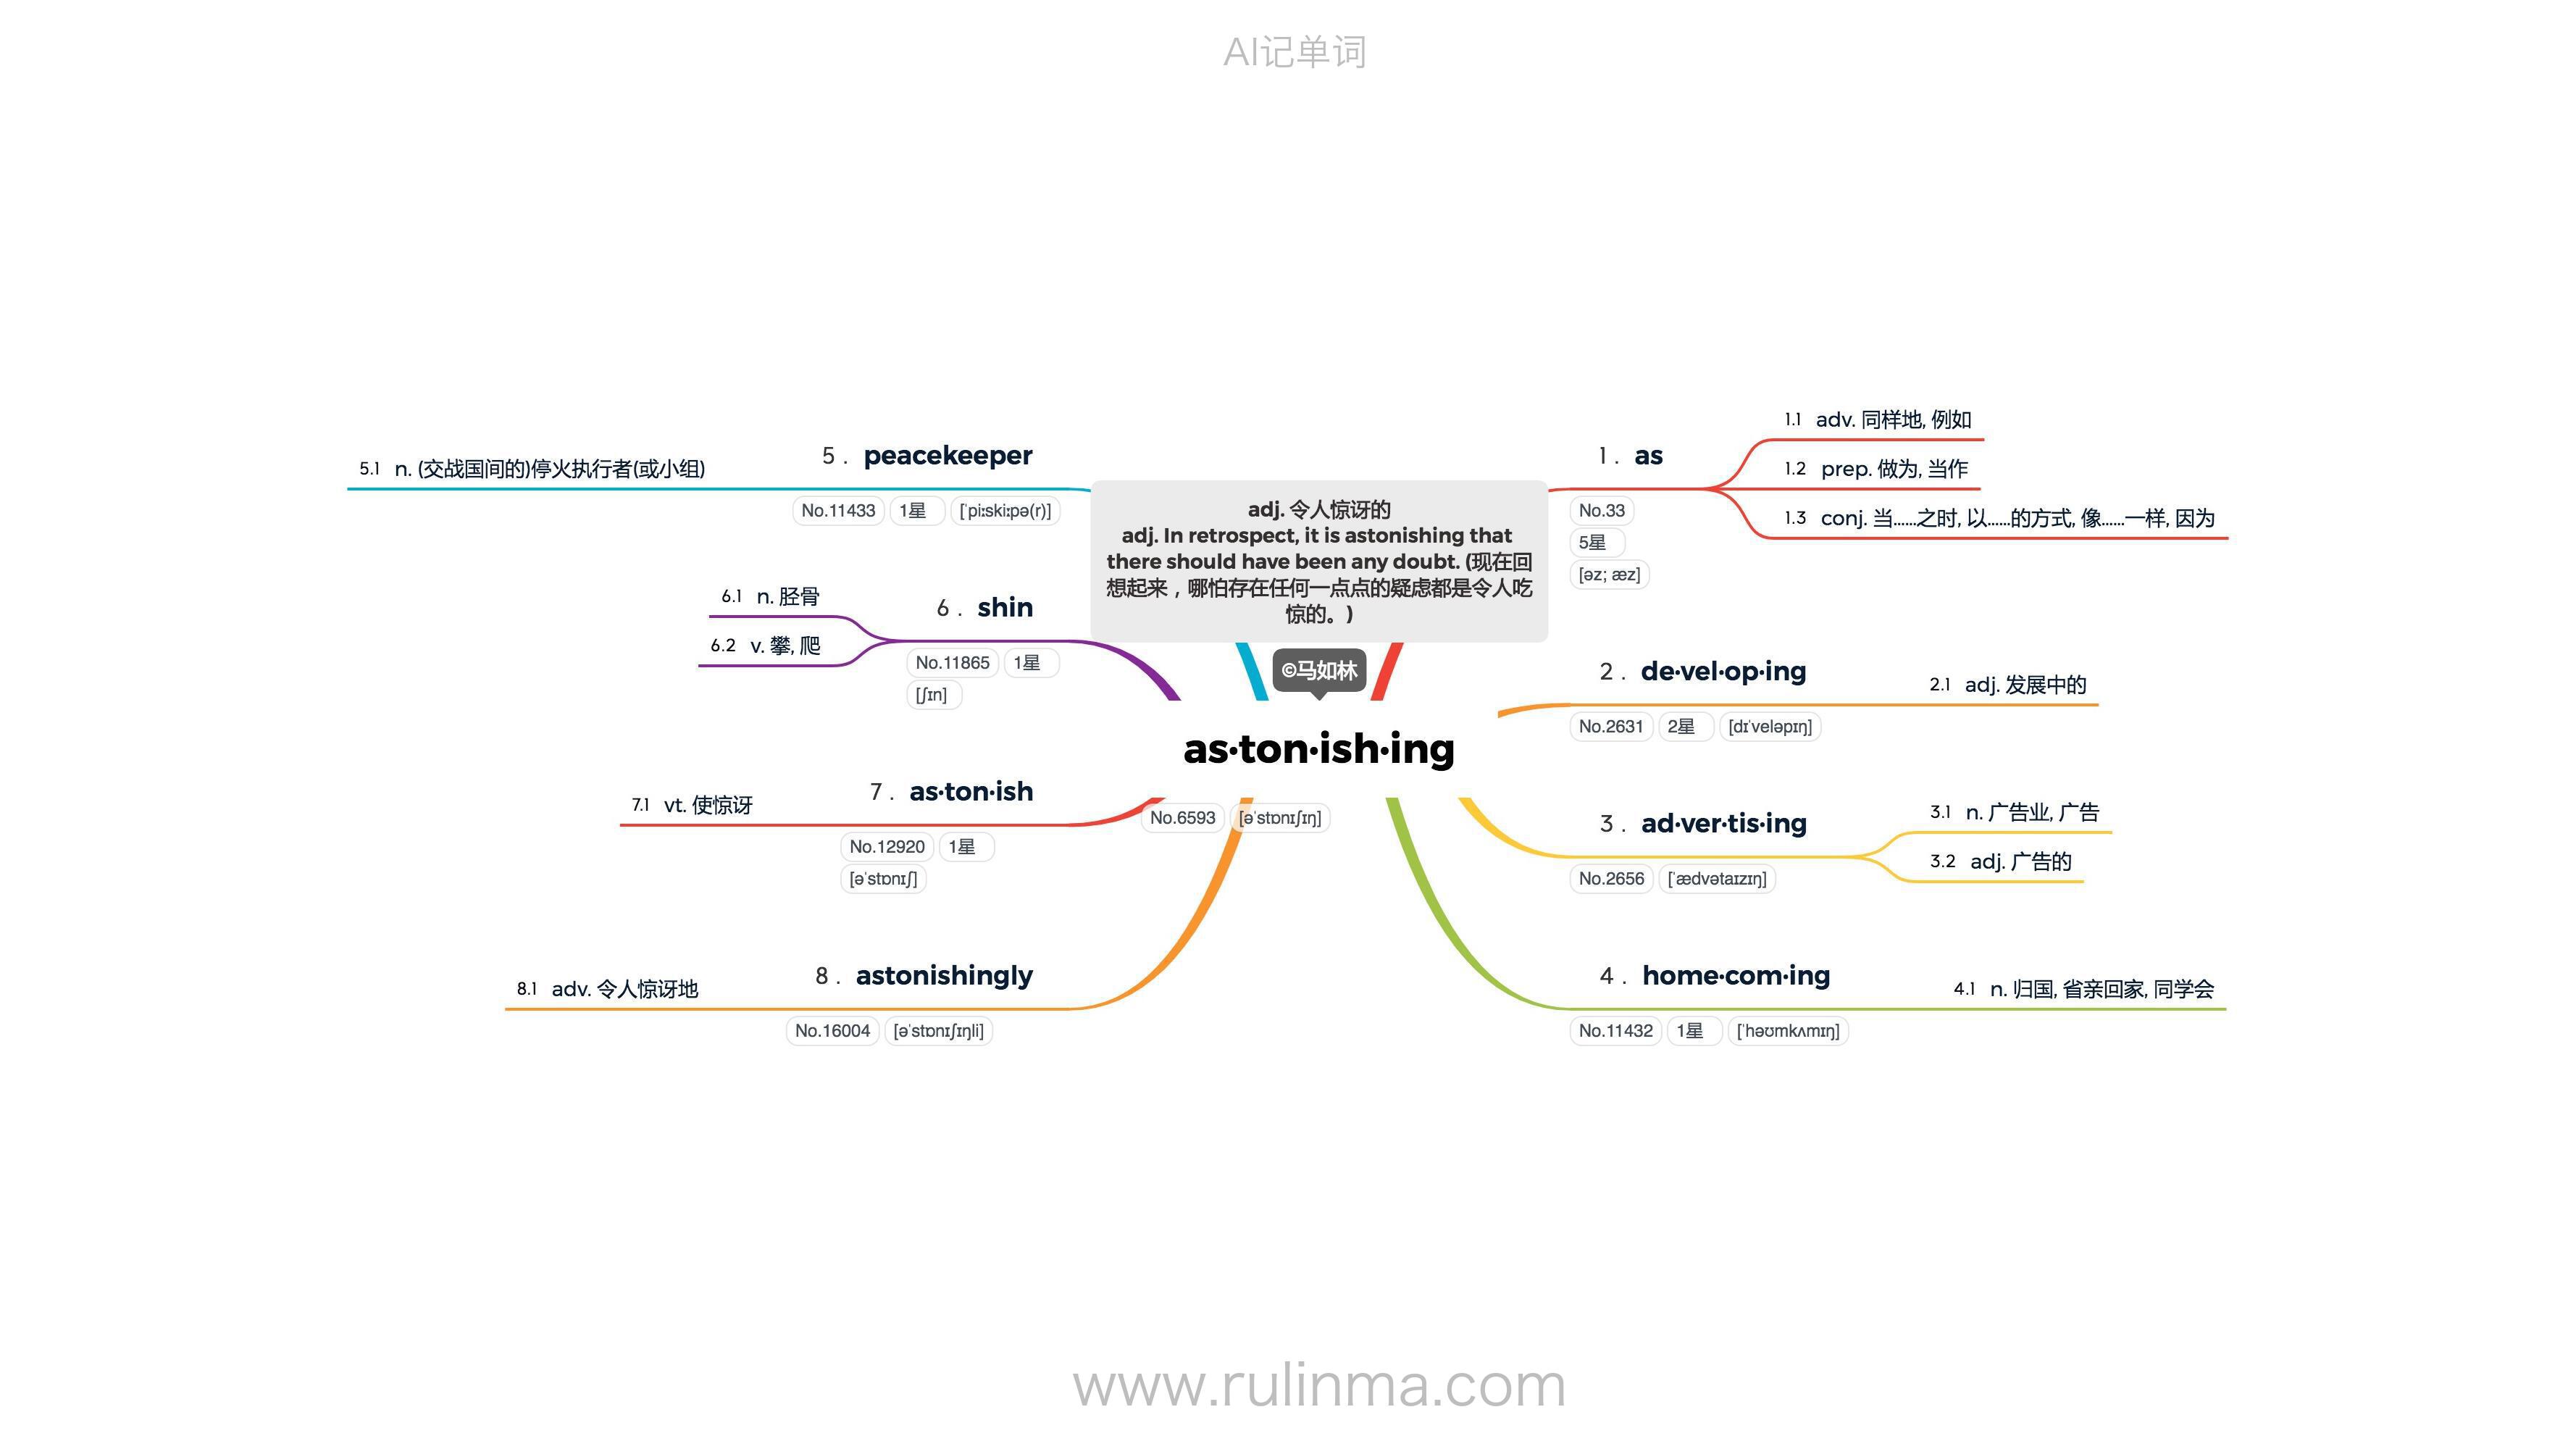 AI记单词
adj. 令人惊讶的
adj. In retrospect, it is astonishing that
there should have been any doubt. (现在回
想起来，哪怕存在任何一点点的疑虑都是令人吃
惊的。)
©马如林
as·ton·ish·ing
No.6593 [əˈstɒnɪʃɪŋ]
1 . as
No.33
5星
[əz; æz]
1.1 adv. 同样地, 例如
1.2 prep. 做为, 当作
1.3 conj. 当......之时, 以......的方式, 像......一样, 因为
2 . de·vel·op·ing
No.2631 2星 [dɪˈveləpɪŋ]
2.1 adj. 发展中的
3 . ad·ver·tis·ing
No.2656 [ˈædvətaɪzɪŋ]
3.1 n. 广告业, 广告
3.2 adj. 广告的
4 . home·com·ing
No.11432 1星 [ˈhəʊmkʌmɪŋ]
4.1 n. 归国, 省亲回家, 同学会
5 . peacekeeper
No.11433 1星 [ˈpiːskiːpə(r)]
5.1 n. (交战国间的)停火执行者(或小组)
6 . shin
No.11865 1星
[ʃɪn]
6.1 n. 胫骨
6.2 v. 攀, 爬
7 . as·ton·ish
No.12920 1星
[əˈstɒnɪʃ]
7.1 vt. 使惊讶
8 . astonishingly
No.16004 [əˈstɒnɪʃɪŋli]
8.1 adv. 令人惊讶地
www.rulinma.com